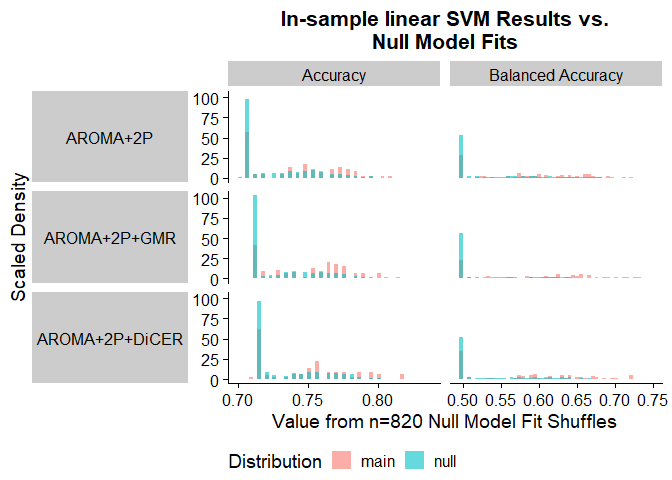 In-sample linear SVM Results vs.
Null Model Fits
Accuracy
Balanced Accuracy
Scaled Density
AROMA+2P
100
75
50
25
0
AROMA+2P+GMR
100
75
50
25
0
AROMA+2P+DiCER
100
75
50
25
0
0.70 0.75 0.80
0.50 0.55 0.60 0.65 0.70 0.75
Value from n=820 Null Model Fit Shuffles
Distribution main null